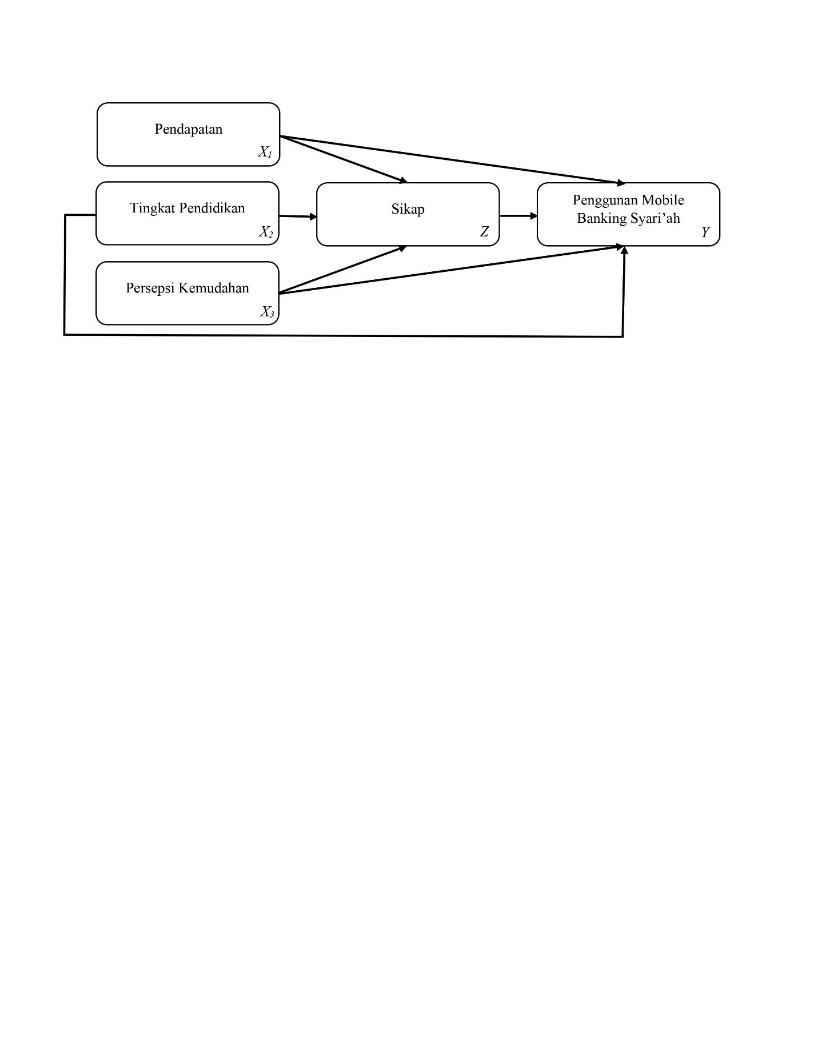 Pendapatan
X1
Tingkat Pendidikan
X2
Persepsi Kemudahan
X3
Sikap
Z
Penggunan Mobile
Banking Syari’ah
Y